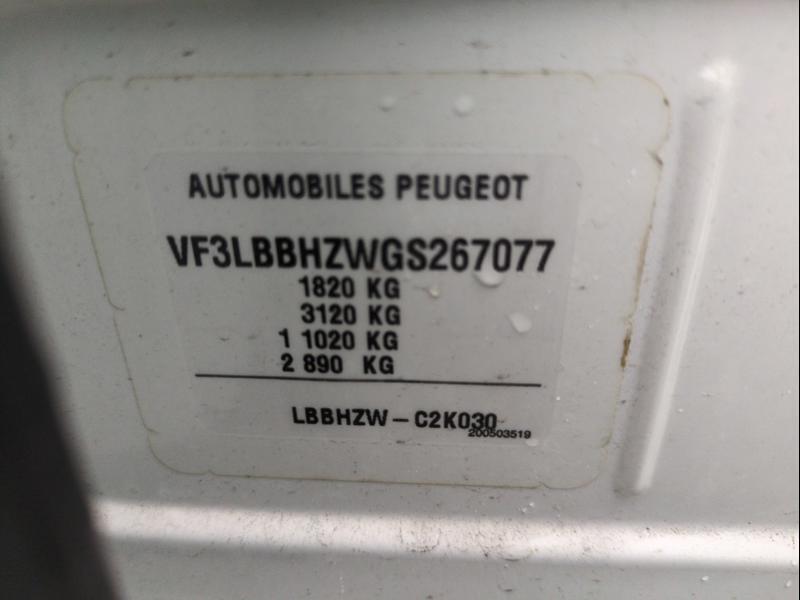 AUTOMOBILES PEUGEOT
VF3LBBHZWGS267077
1820 KG
3120 KG
1 1020 KG
2 890 KG
LBBHZW - C2K030
200503519